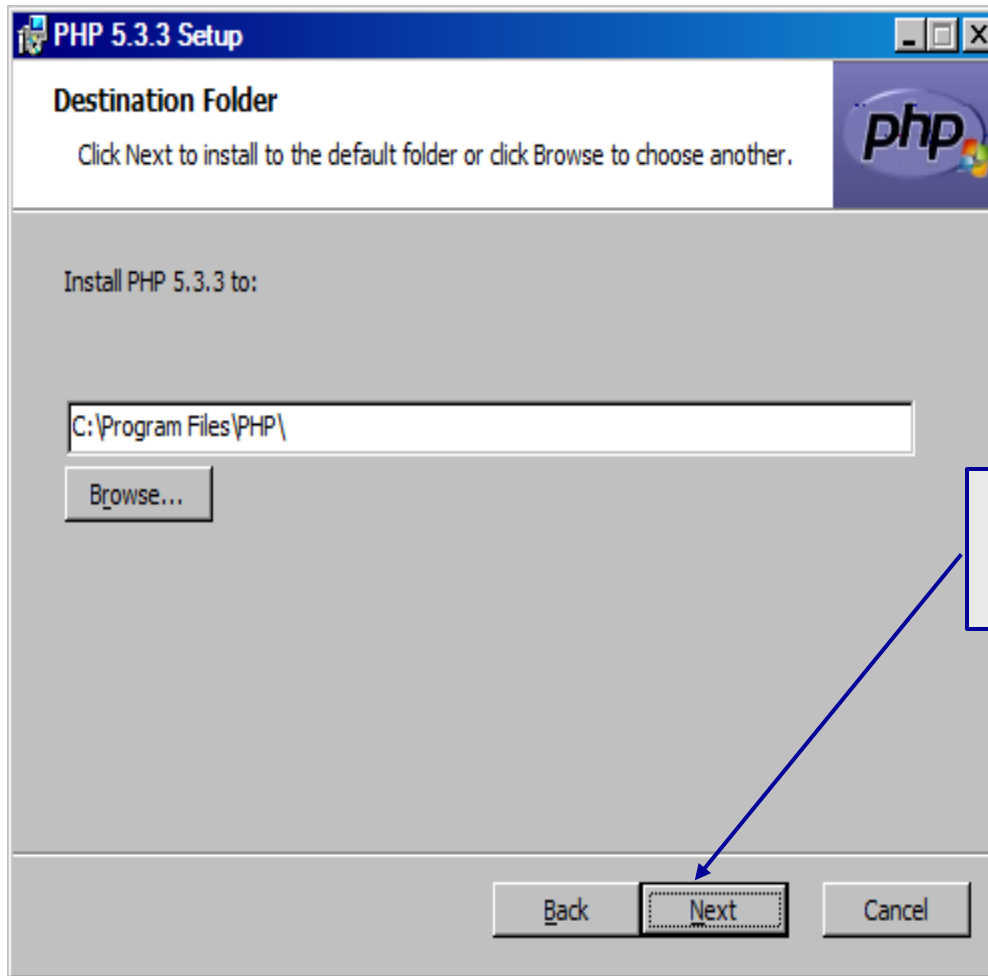 PHP 5.3.3 Setup
Destination Folder
Click Next to install to the default folder or click Browse to choose another.
php
Install PHP 5.3.3 to:
C:\Program Files\PHP\
Browse...
Back Next Cancel